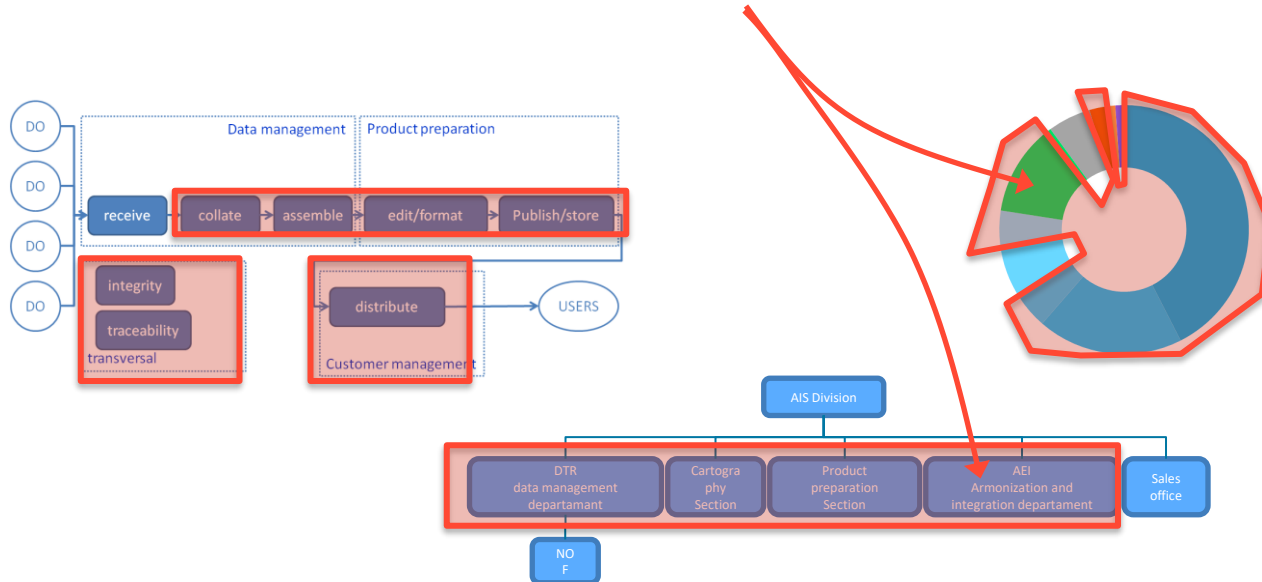 DO
DO
DO
DO
Data management
Product preparation
receive
collate
assemble
edit/format
Publish/store
integrity
traceability
transversal
distribute
Customer management
USERS
AIS Division
DTR
data management
departamant
Cartogra
phy
Section
Product
preparation
Section
AEI
Armonization and
integration departament
Sales
office
NO
F